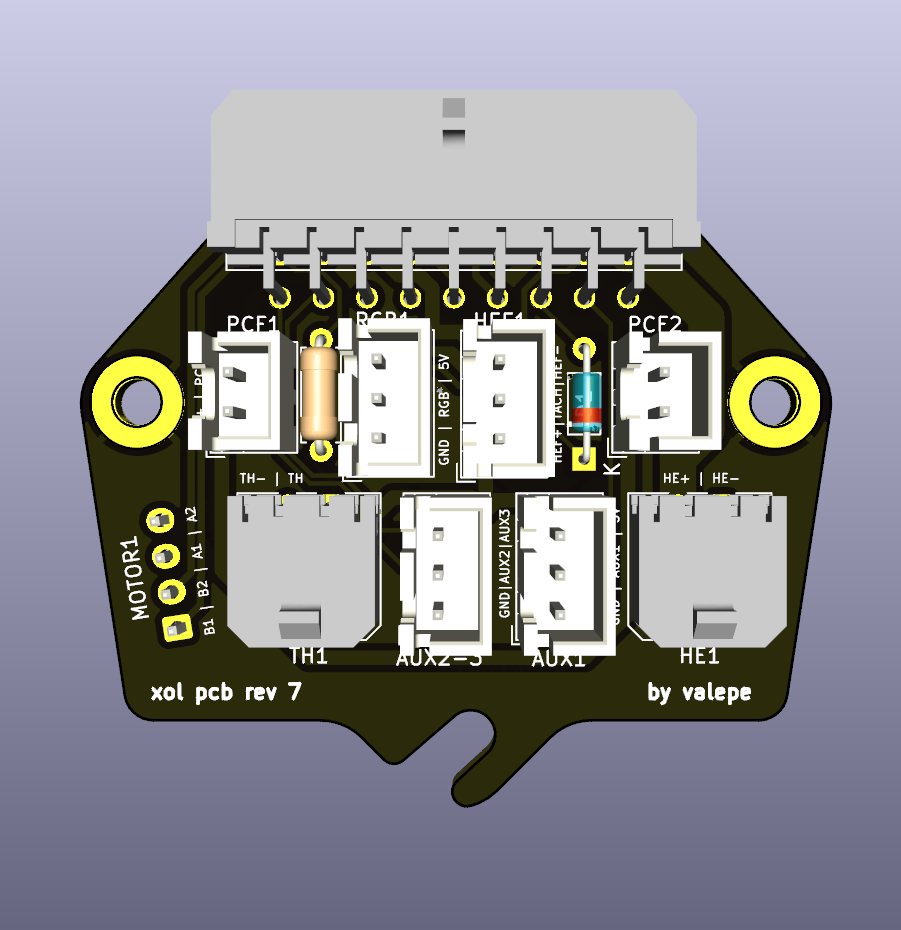 PCF1
RGB1
HEF1
PCF2
GND | RGB | 5V
HEF+|TACH|HEF-
K
TH- | TH
HE+ | HE-
MOTOR1
B1 | B2 | A1 | A2
GND|AUX2|AUX3
GND | AUX1 | 5V
TH1
AUX2-3
AUX1
HE1
xol pcb rev 7
by valepe